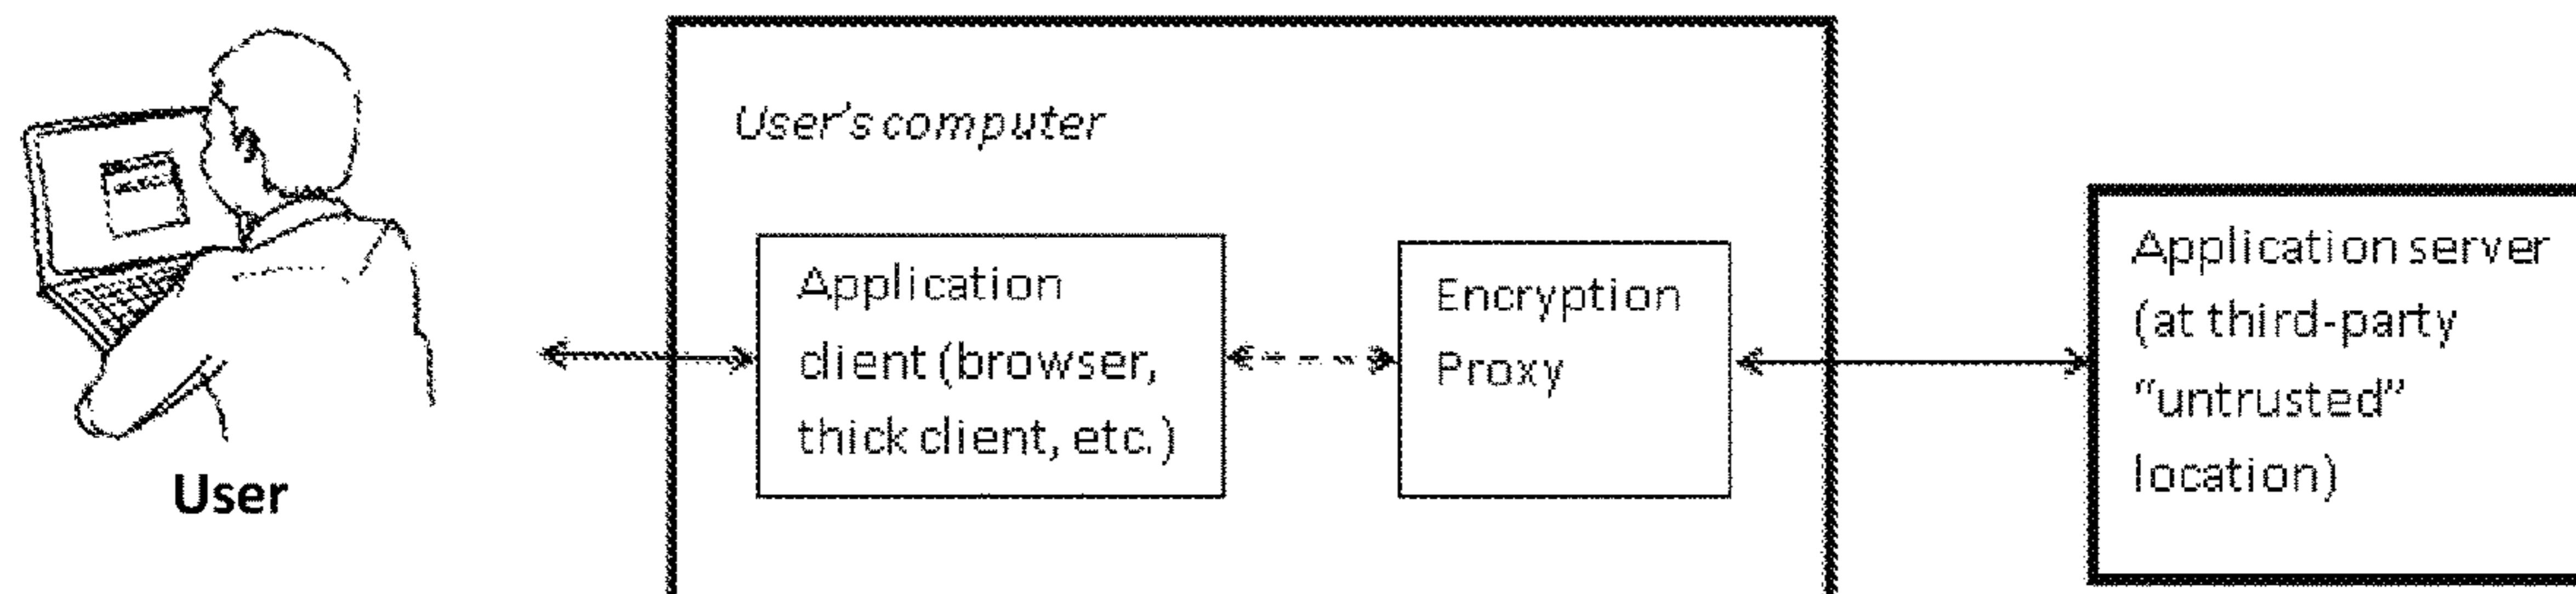 User
User's computer
Application
client (browser,
thick client, etc.)
Encryption
Proxy
Application server
(at third-party
“untrusted”
location)